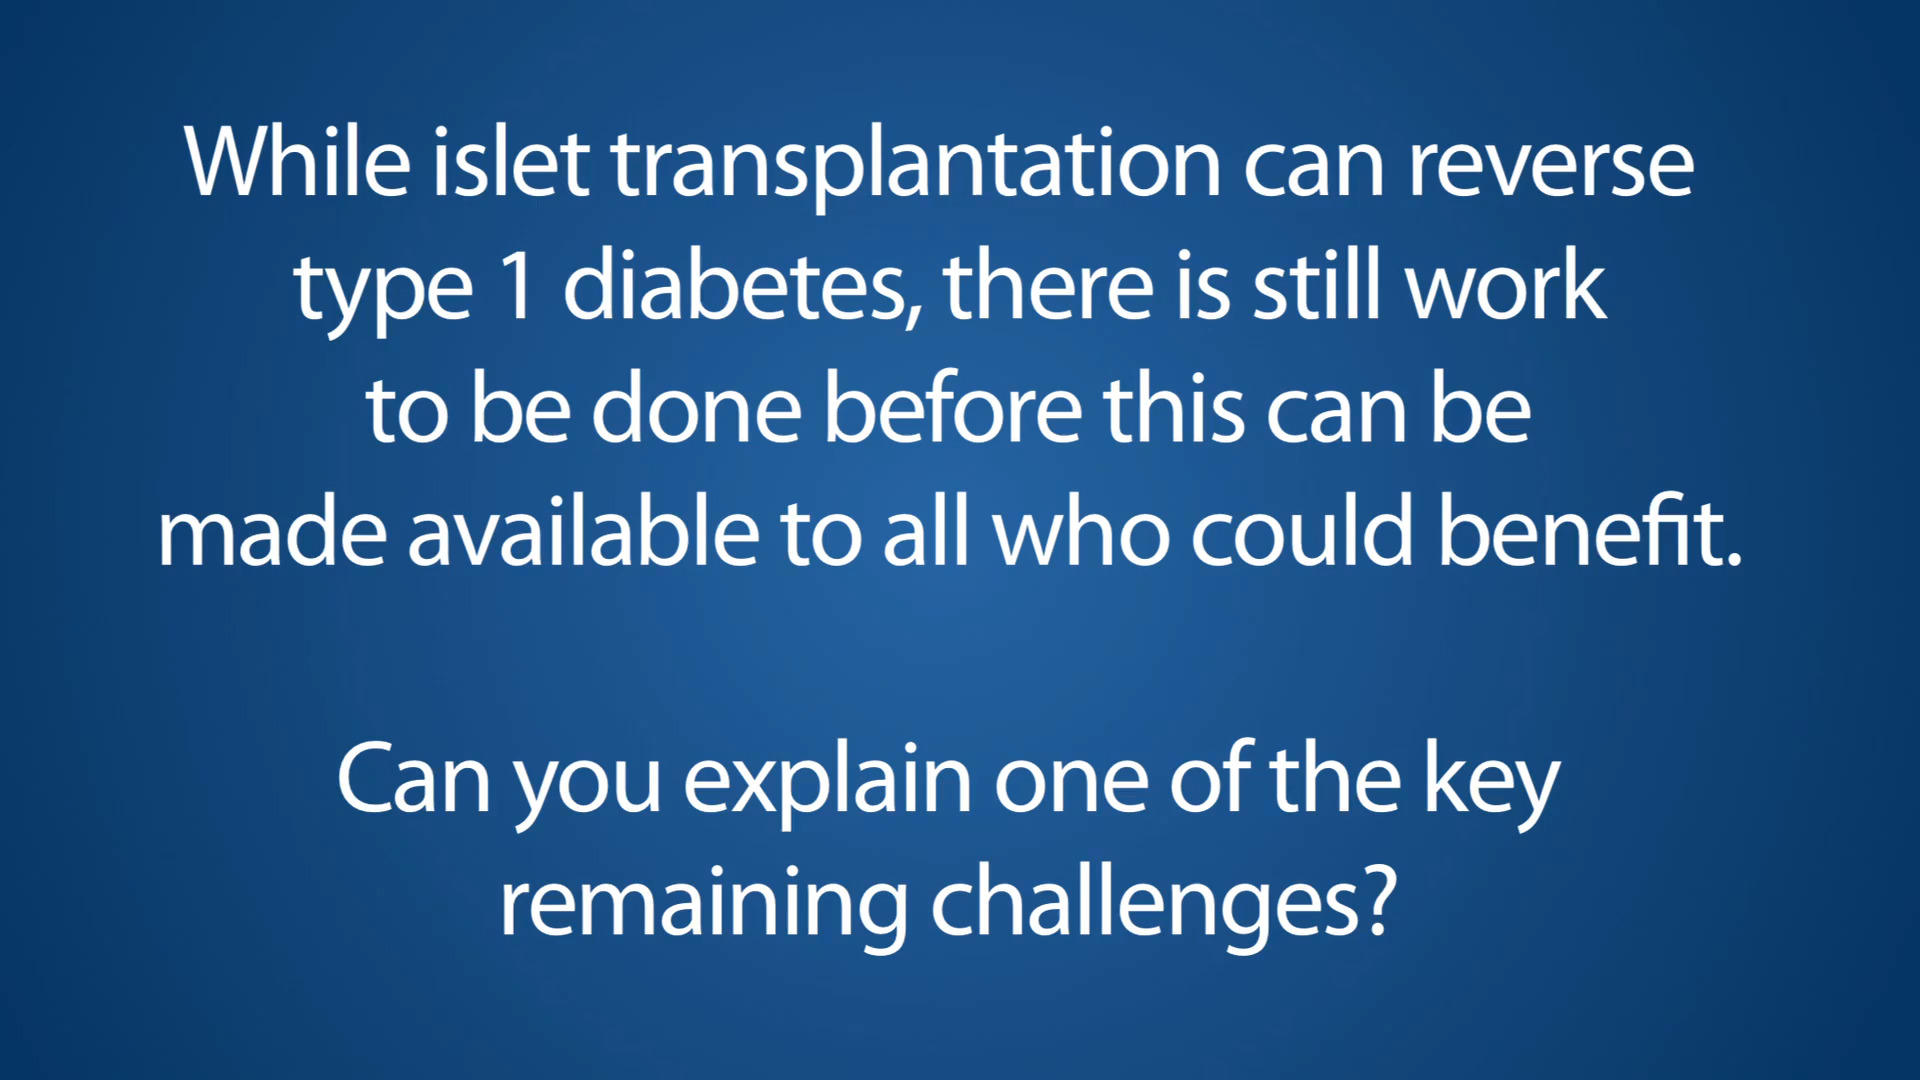 While islet transplantation can reverse
type 1 diabetes, there is still work
to be done before this can be
made available to all who could benefit.
Can you explain one of the key
remaining challenges?